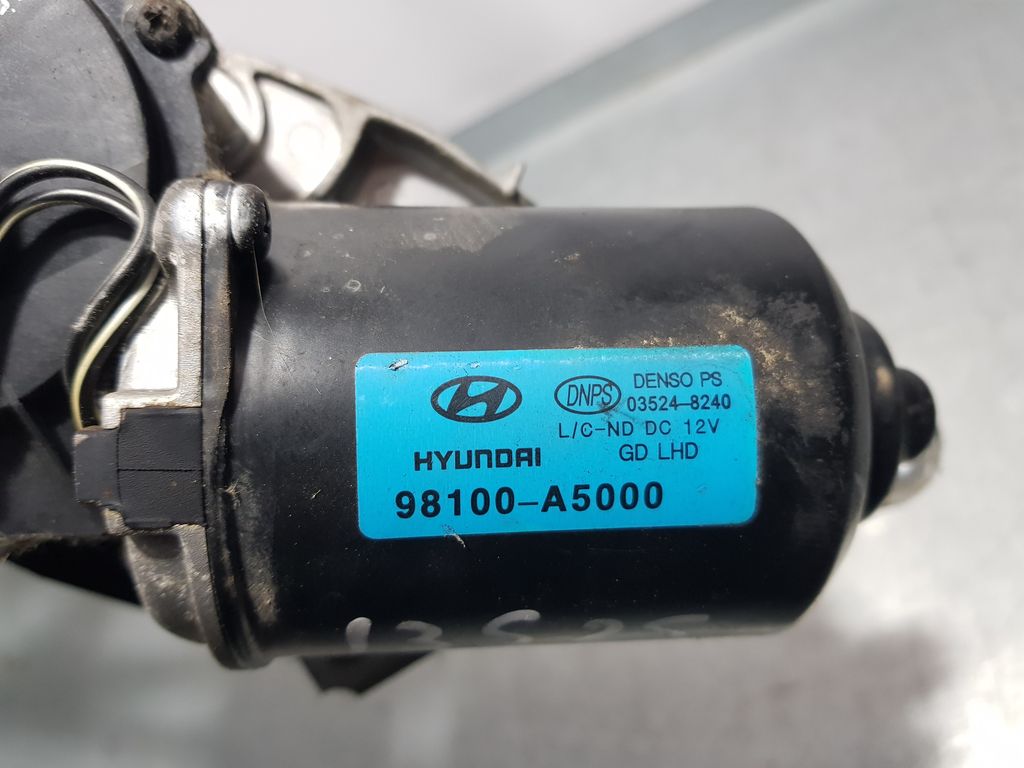 HYUNDAI
98100-A5000
DNPS
DENSO PS
03524-8240
L/C-ND DC 12V
GD LHD